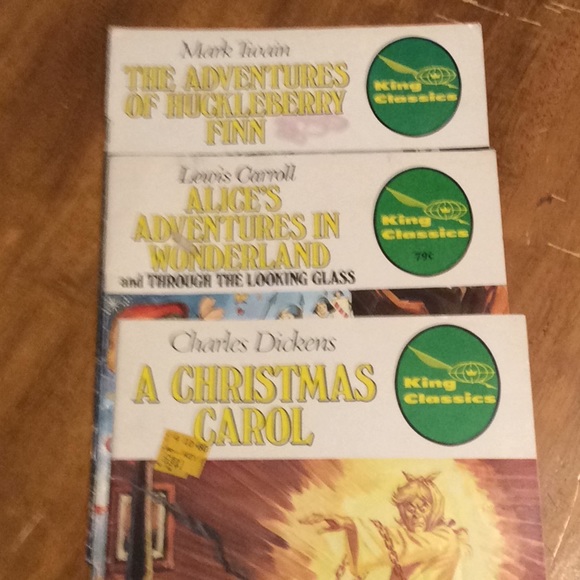 Mark Twain
THE ADVENTURES
OF HUCKLEBERRY
FINN
King
Classics
Lewis Carroll
ALICE'S
ADVENTURES IN
WONDERLAND
and THROUGH THE LOOKING GLASS
King
Classics
79¢
Charles Dickens
A CHRISTMAS
CAROL
King
Classics